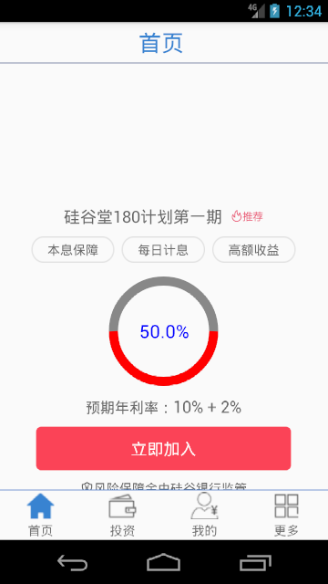 4G 12:34
首页
硅谷堂180计划第一期 推荐
本息保障 每日计息 高额收益
50.0%
预期年利率：10% + 2%
立即加入
风险保障金由硅谷银行监管
首页 投资 我的 更多